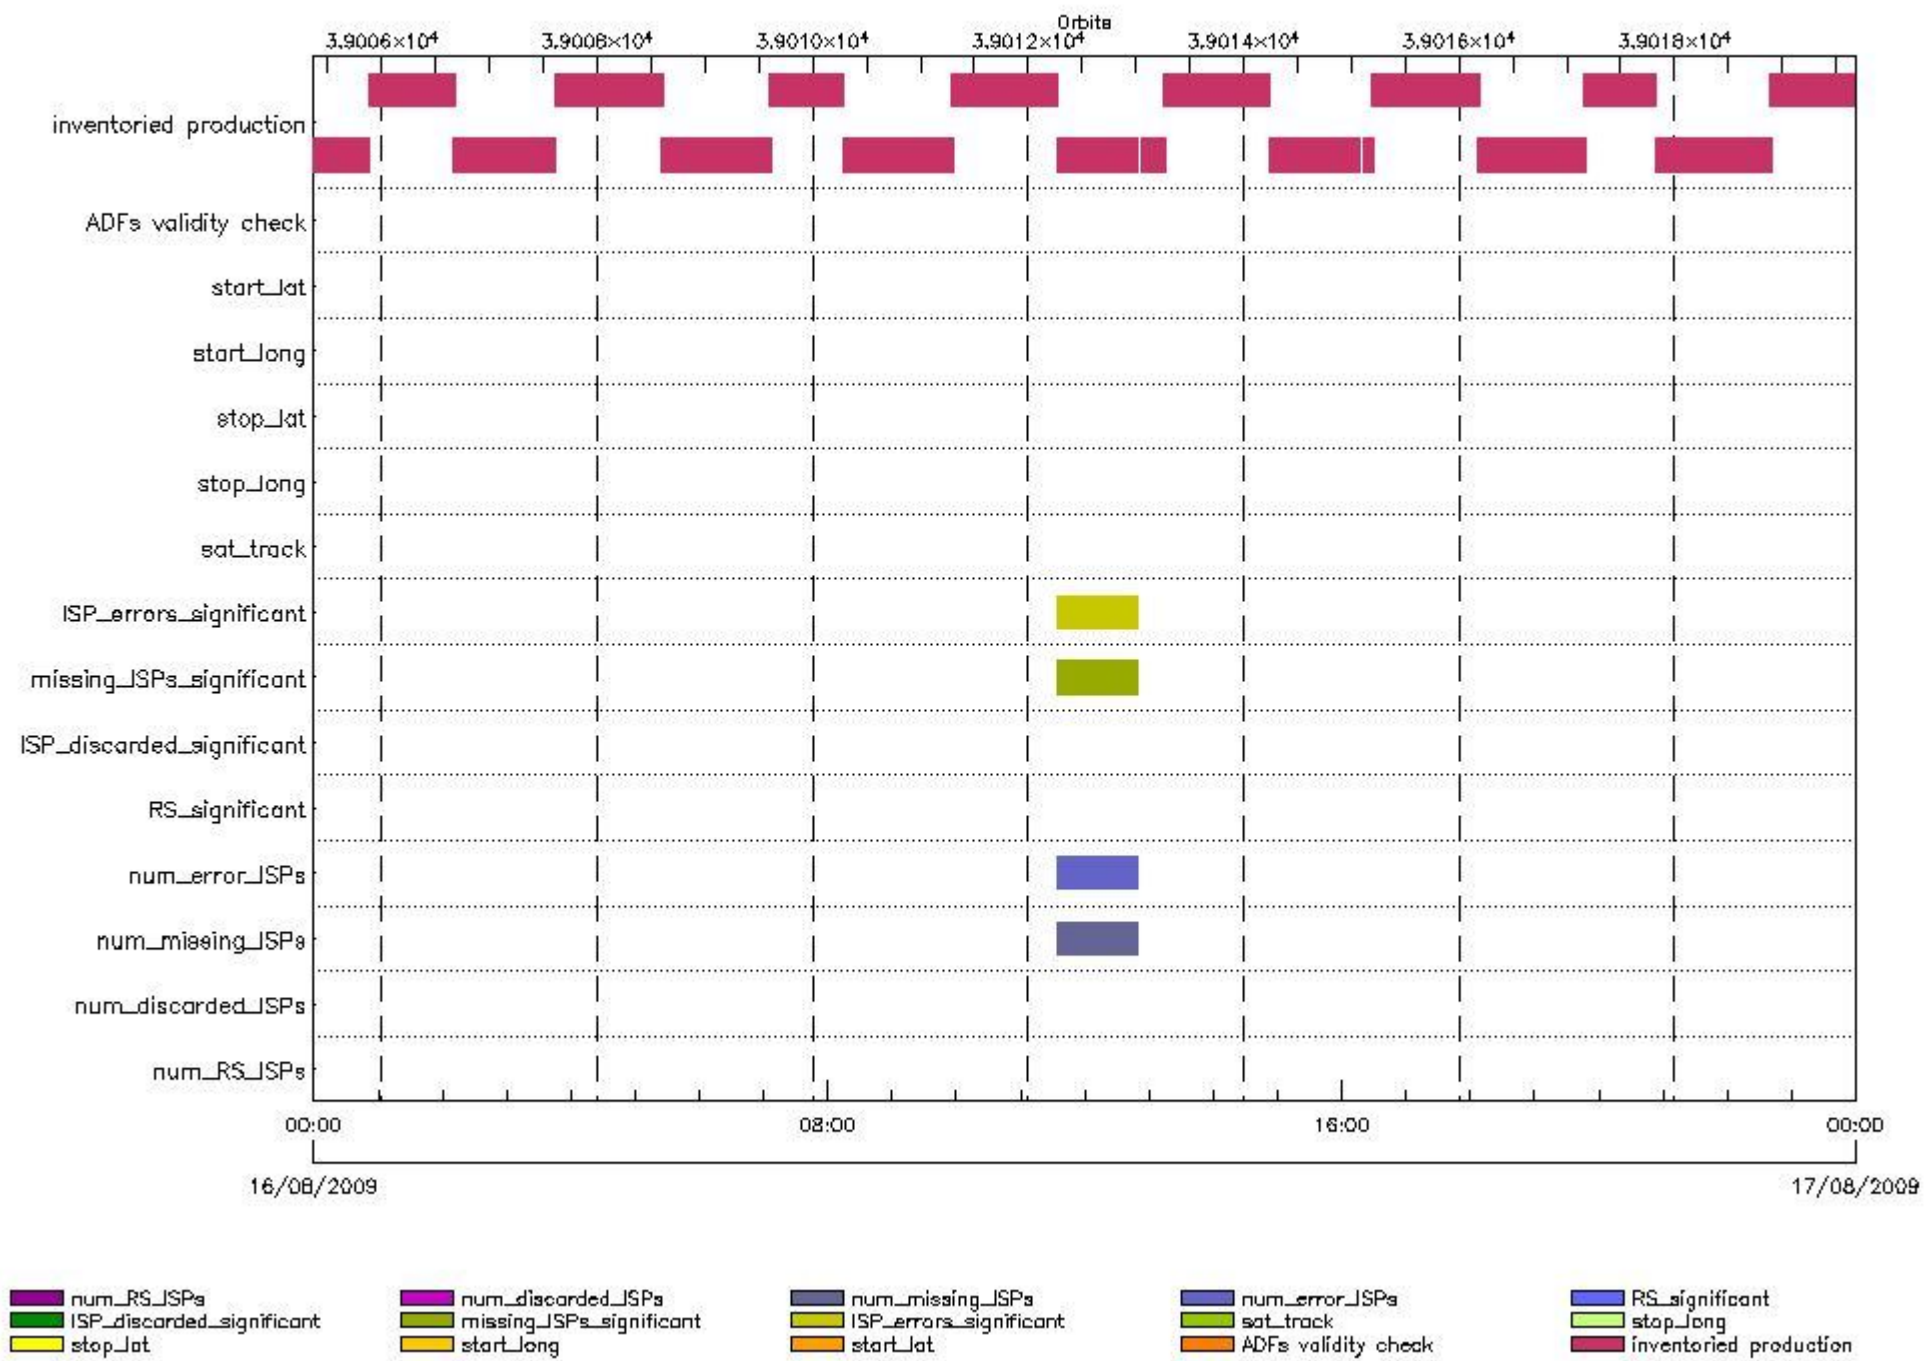 Orbits
3.9006×10⁴ 3.9008×10⁴ 3.9010×10⁴ 3.9012×10⁴ 3.9014×10⁴ 3.9016×10⁴ 3.9018×10⁴
inventoried production
ADFs validity check
start_lat
start_long
stop_lat
stop_long
sat_track
ISP_errors_significant
missing_ISPs_significant
ISP_discarded_significant
RS_significant
num_error_ISPs
num_missing_ISPs
num_discarded_ISPs
num_RS_ISPs
00:00 08:00 16:00 00:00
16/08/2009 17/08/2009
num_RS_ISPs num_discarded_ISPs num_missing_ISPs num_error_ISPs RS_significant
ISP_discarded_significant missing_ISPs_significant ISP_errors_significant sat_track stop_long
stop_lat start_long start_lat ADFs validity check inventoried production